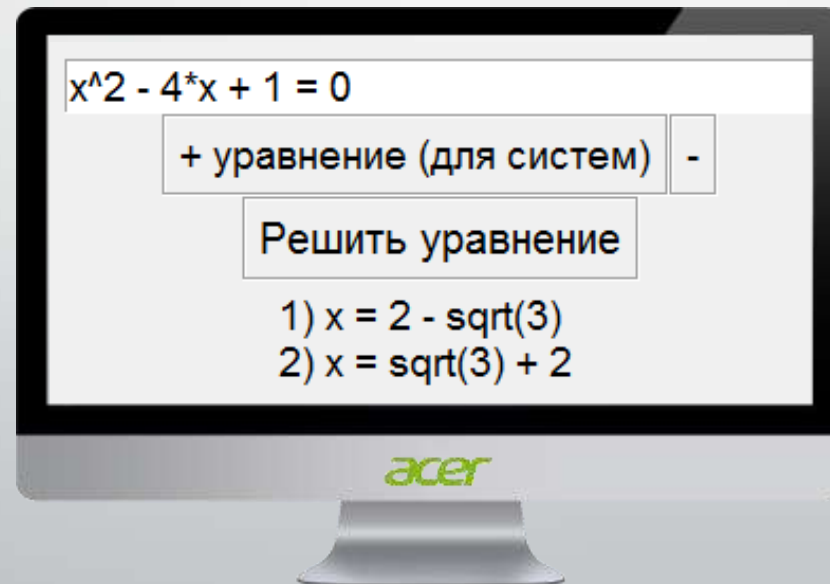 x^2 - 4*x + 1 = 0
+ уравнение (для систем) -
Решить уравнение
1) x = 2 - sqrt(3)
2) x = sqrt(3) + 2
acer